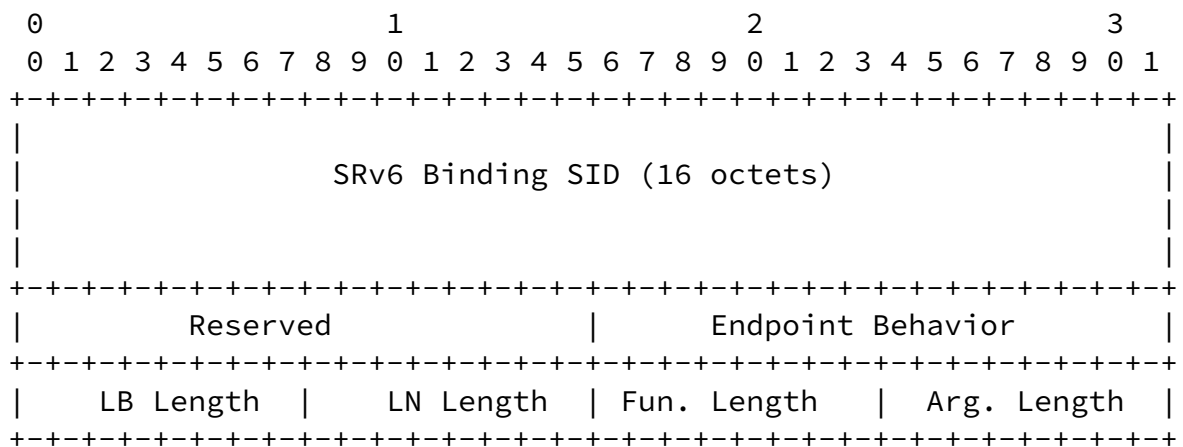 0                   1                   2                   3
 0 1 2 3 4 5 6 7 8 9 0 1 2 3 4 5 6 7 8 9 0 1 2 3 4 5 6 7 8 9 0 1
+-+-+-+-+-+-+-+-+-+-+-+-+-+-+-+-+-+-+-+-+-+-+-+-+-+-+-+-+-+-+-+-+
|                                                               |
|                 SRv6 Binding SID (16 octets)                  |
|                                                               |
|                                                               |
+-+-+-+-+-+-+-+-+-+-+-+-+-+-+-+-+-+-+-+-+-+-+-+-+-+-+-+-+-+-+-+-+
|         Reserved              |      Endpoint Behavior        |
+-+-+-+-+-+-+-+-+-+-+-+-+-+-+-+-+-+-+-+-+-+-+-+-+-+-+-+-+-+-+-+-+
|    LB Length  |    LN Length  | Fun. Length   |  Arg. Length  |
+-+-+-+-+-+-+-+-+-+-+-+-+-+-+-+-+-+-+-+-+-+-+-+-+-+-+-+-+-+-+-+-+